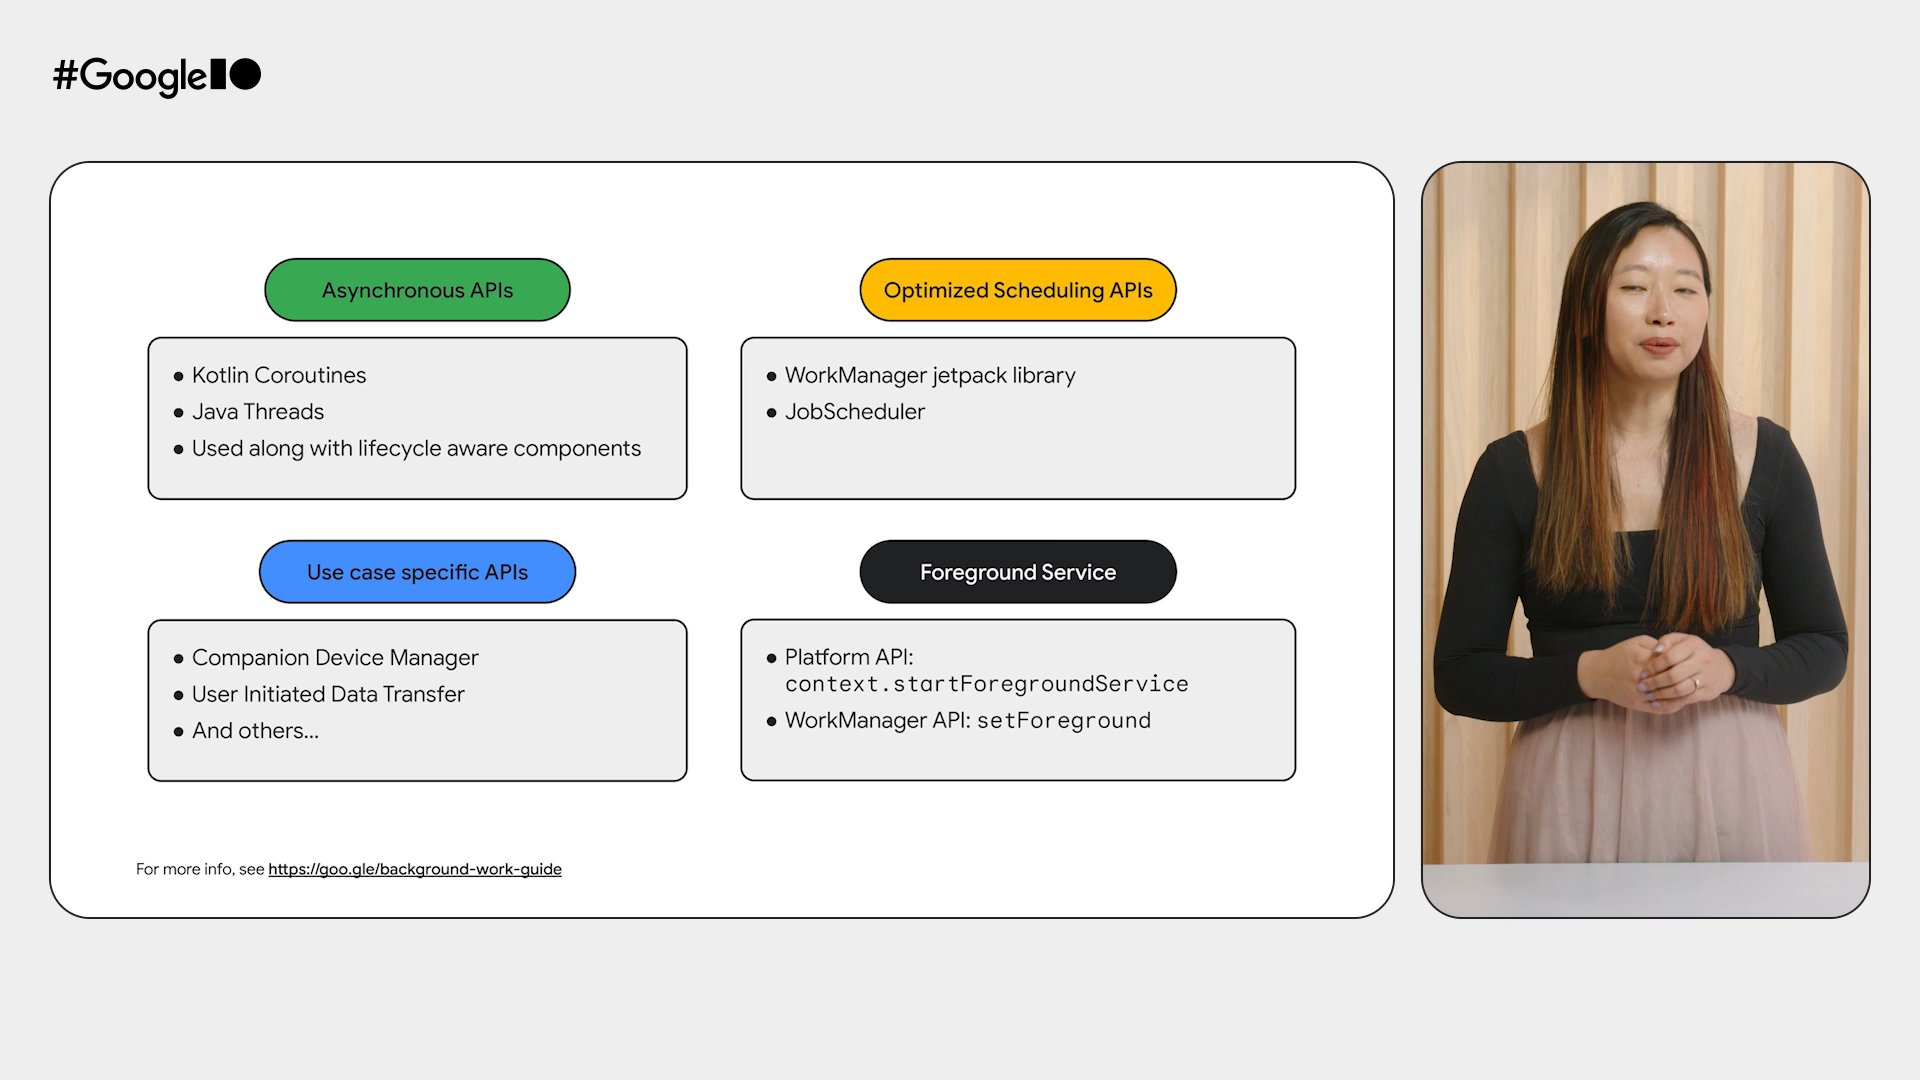 #GoogleIO
Asynchronous APIs
• Kotlin Coroutines
• Java Threads
• Used along with lifecycle aware components
Optimized Scheduling APIs
• WorkManager jetpack library
• JobScheduler
Use case specific APIs
• Companion Device Manager
• User Initiated Data Transfer
• And others...
Foreground Service
• Platform API:
context.startForegroundService
• WorkManager API: setForeground
For more info, see https://goo.gle/background-work-guide